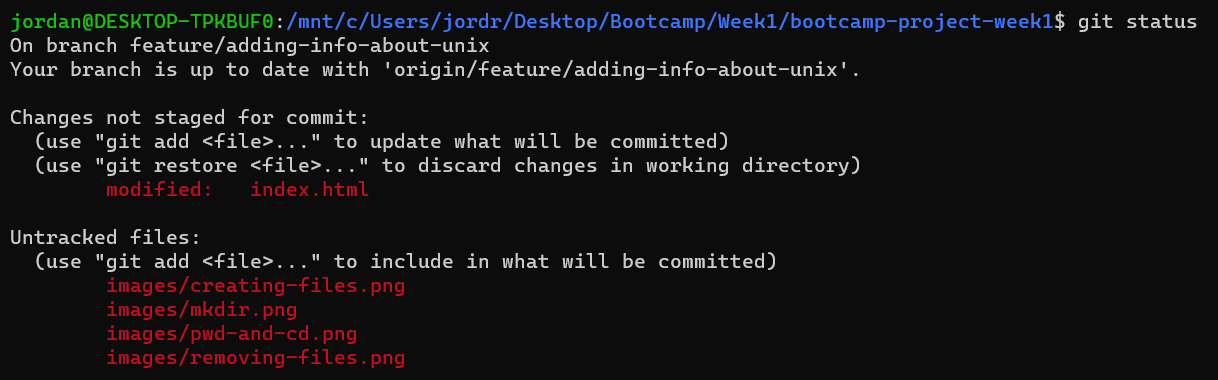 jordan@DESKTOP-TPKBUF0:/mnt/c/Users/jordr/Desktop/Bootcamp/Week1/bootcamp-project-week1$ git status
On branch feature/adding-info-about-unix
Your branch is up to date with 'origin/feature/adding-info-about-unix'.

Changes not staged for commit:
  (use "git add <file>..." to update what will be committed)
  (use "git restore <file>..." to discard changes in working directory)
        modified:   index.html

Untracked files:
  (use "git add <file>..." to include in what will be committed)
        images/creating-files.png
        images/mkdir.png
        images/pwd-and-cd.png
        images/removing-files.png